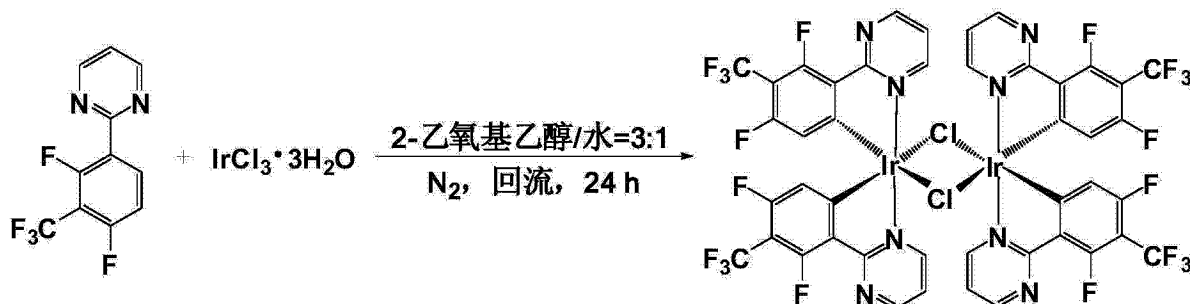 N N
F
F₃C
F
+ IrCl₃• 3H₂O
2-乙氧基乙醇/水=3:1
N₂，回流，24 h
F N N F
F₃C CF₃
N N
F Cl F
Ir Ir
F Cl F
N N
F₃C CF₃
F N N F